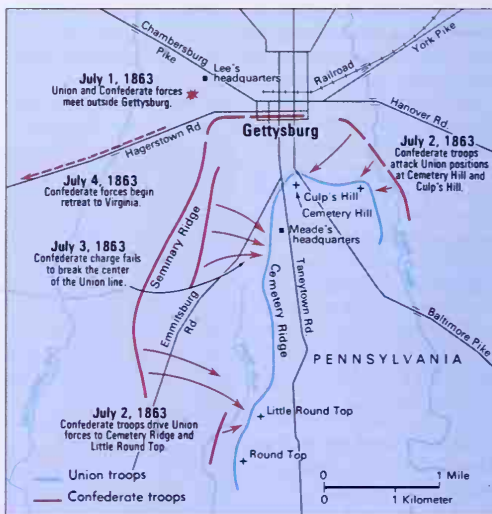 Chambersburg
Pike
Lee's
headquarters
Railroad
York Pike
July 1, 1863
Union and Confederate forces
meet outside Gettysburg.
Hanover Rd
Gettysburg
Hagerstown Rd
July 2, 1863
Confederate troops
attack Union positions
at Cemetery Hill and
Culp's Hill.
July 4, 1863
Confederate forces begin
retreat to Virginia.
Culp's Hill
Cemetery Hill
Meade's
headquarters
July 3, 1863
Confederate charge fails
to break the center
of the Union line.
Seminary Ridge
Emmitsburg
Rd
Cemetery Ridge
Taneytown Rd
Baltimore Pike
PENNSYLVANIA
July 2, 1863
Confederate troops drive Union
forces to Cemetery Ridge and
Little Round Top
Little Round Top
Round Top
Union troops
Confederate troops
0 1 Mile
0 1 Kilometer